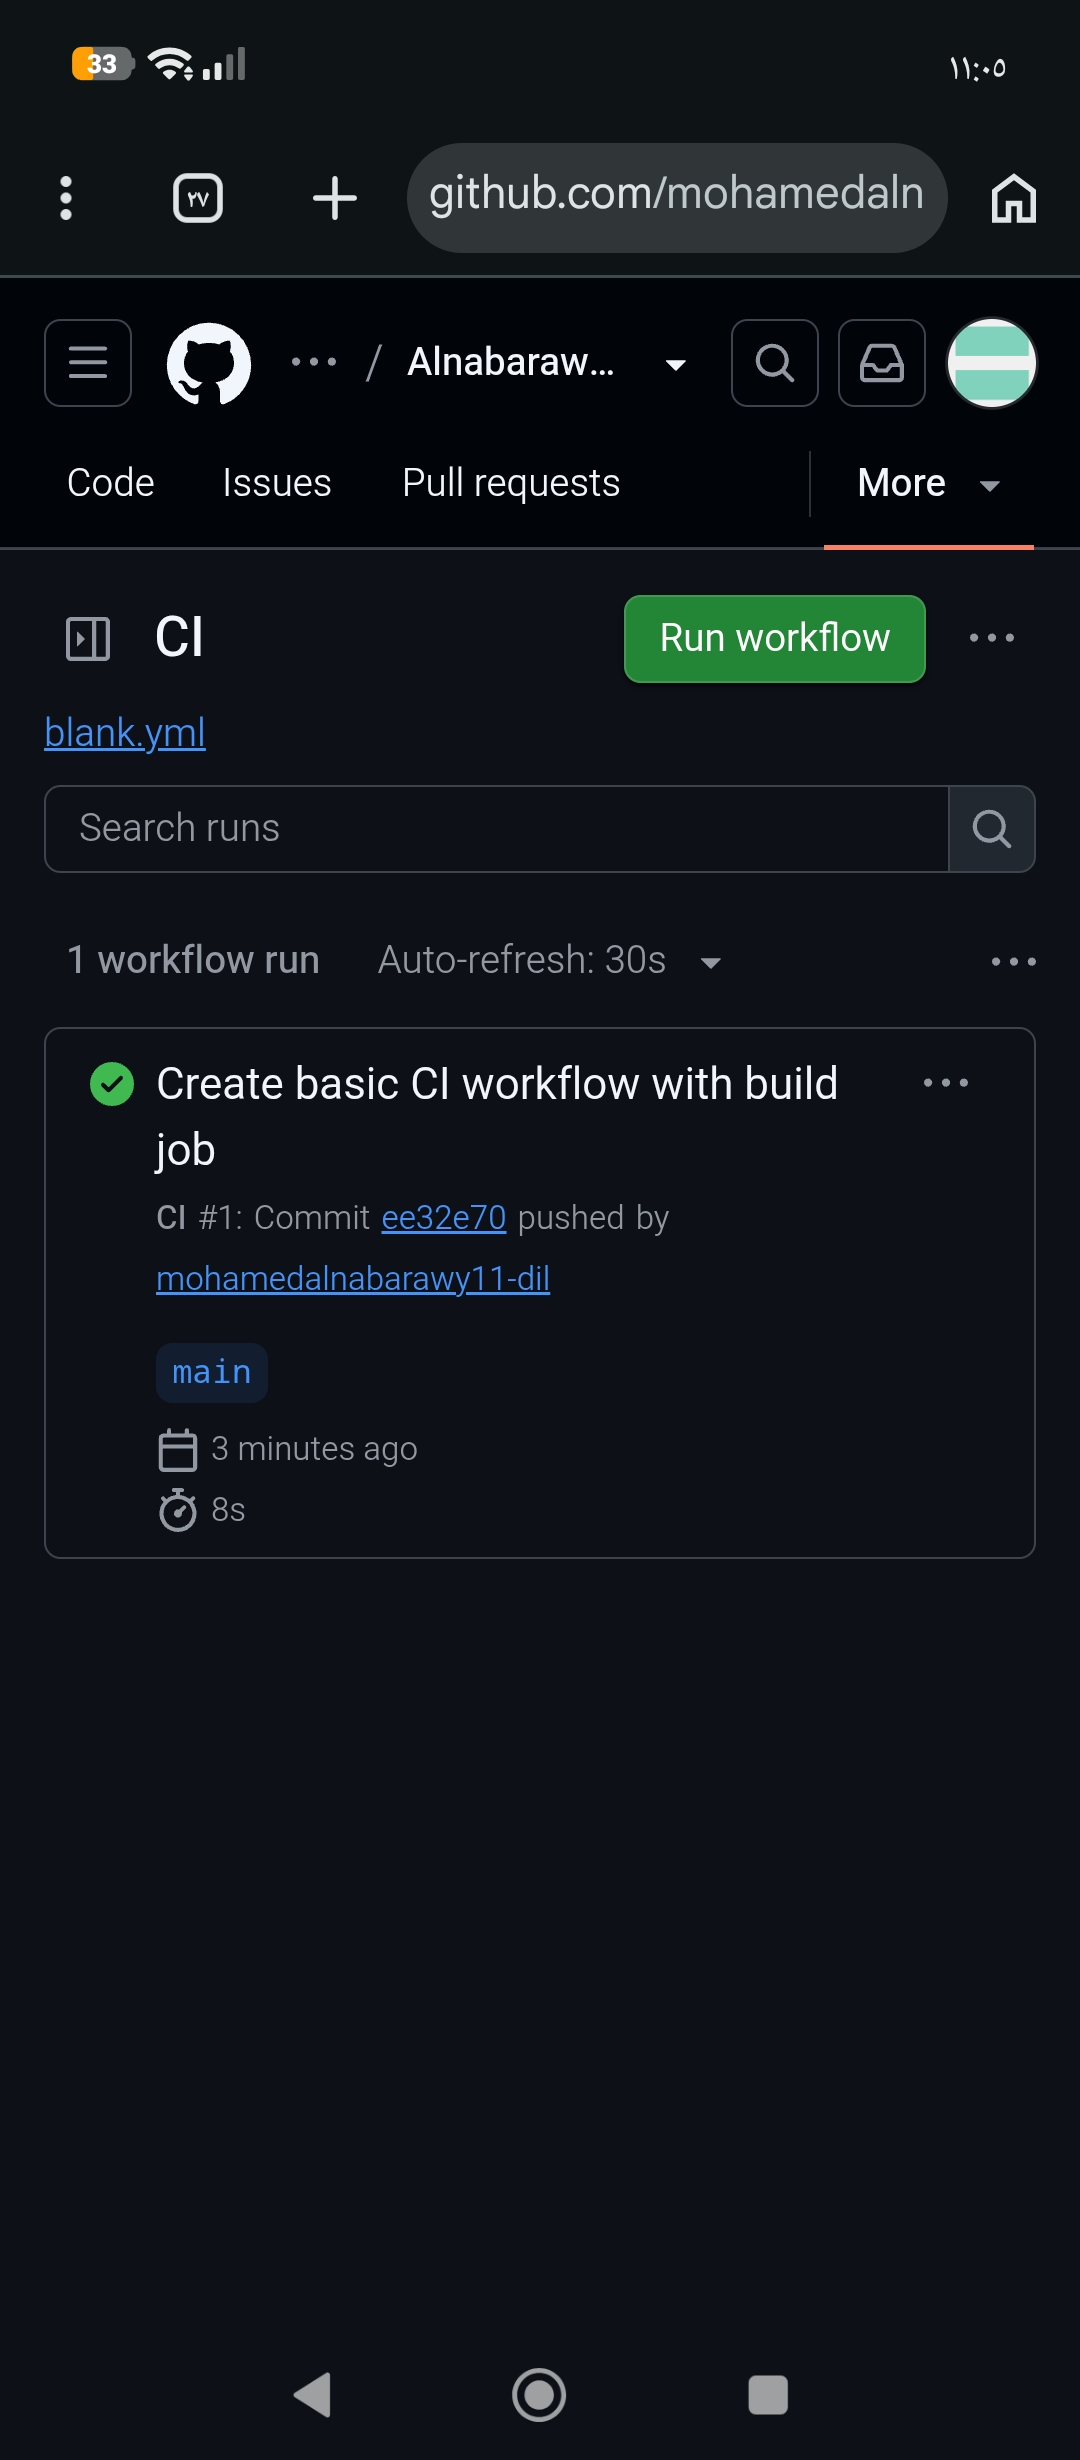 33
١١:٠٥
٢٧
github.com/mohamedaln
/ Alnabaraw...
Code Issues Pull requests More
CI Run workflow
blank.yml
Search runs
1 workflow run Auto-refresh: 30s
Create basic CI workflow with build
job
CI #1: Commit ee32e70 pushed by
mohamedalnabarawy11-dil
main
3 minutes ago
8s